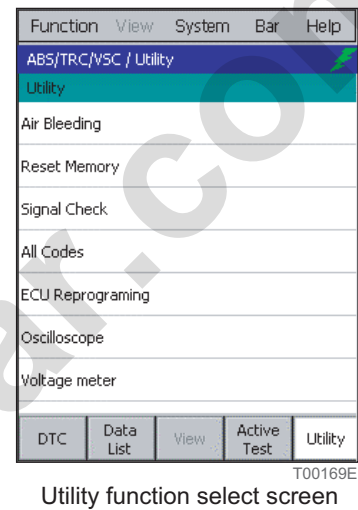 Function View System Bar Help
ABS/TRC/VSC / Utility
Utility
Air Bleeding
Reset Memory
Signal Check
All Codes
ECU Reprograming
Oscilloscope
Voltage meter
DTC Data List View Active Test Utility
T00169E
Utility function select screen